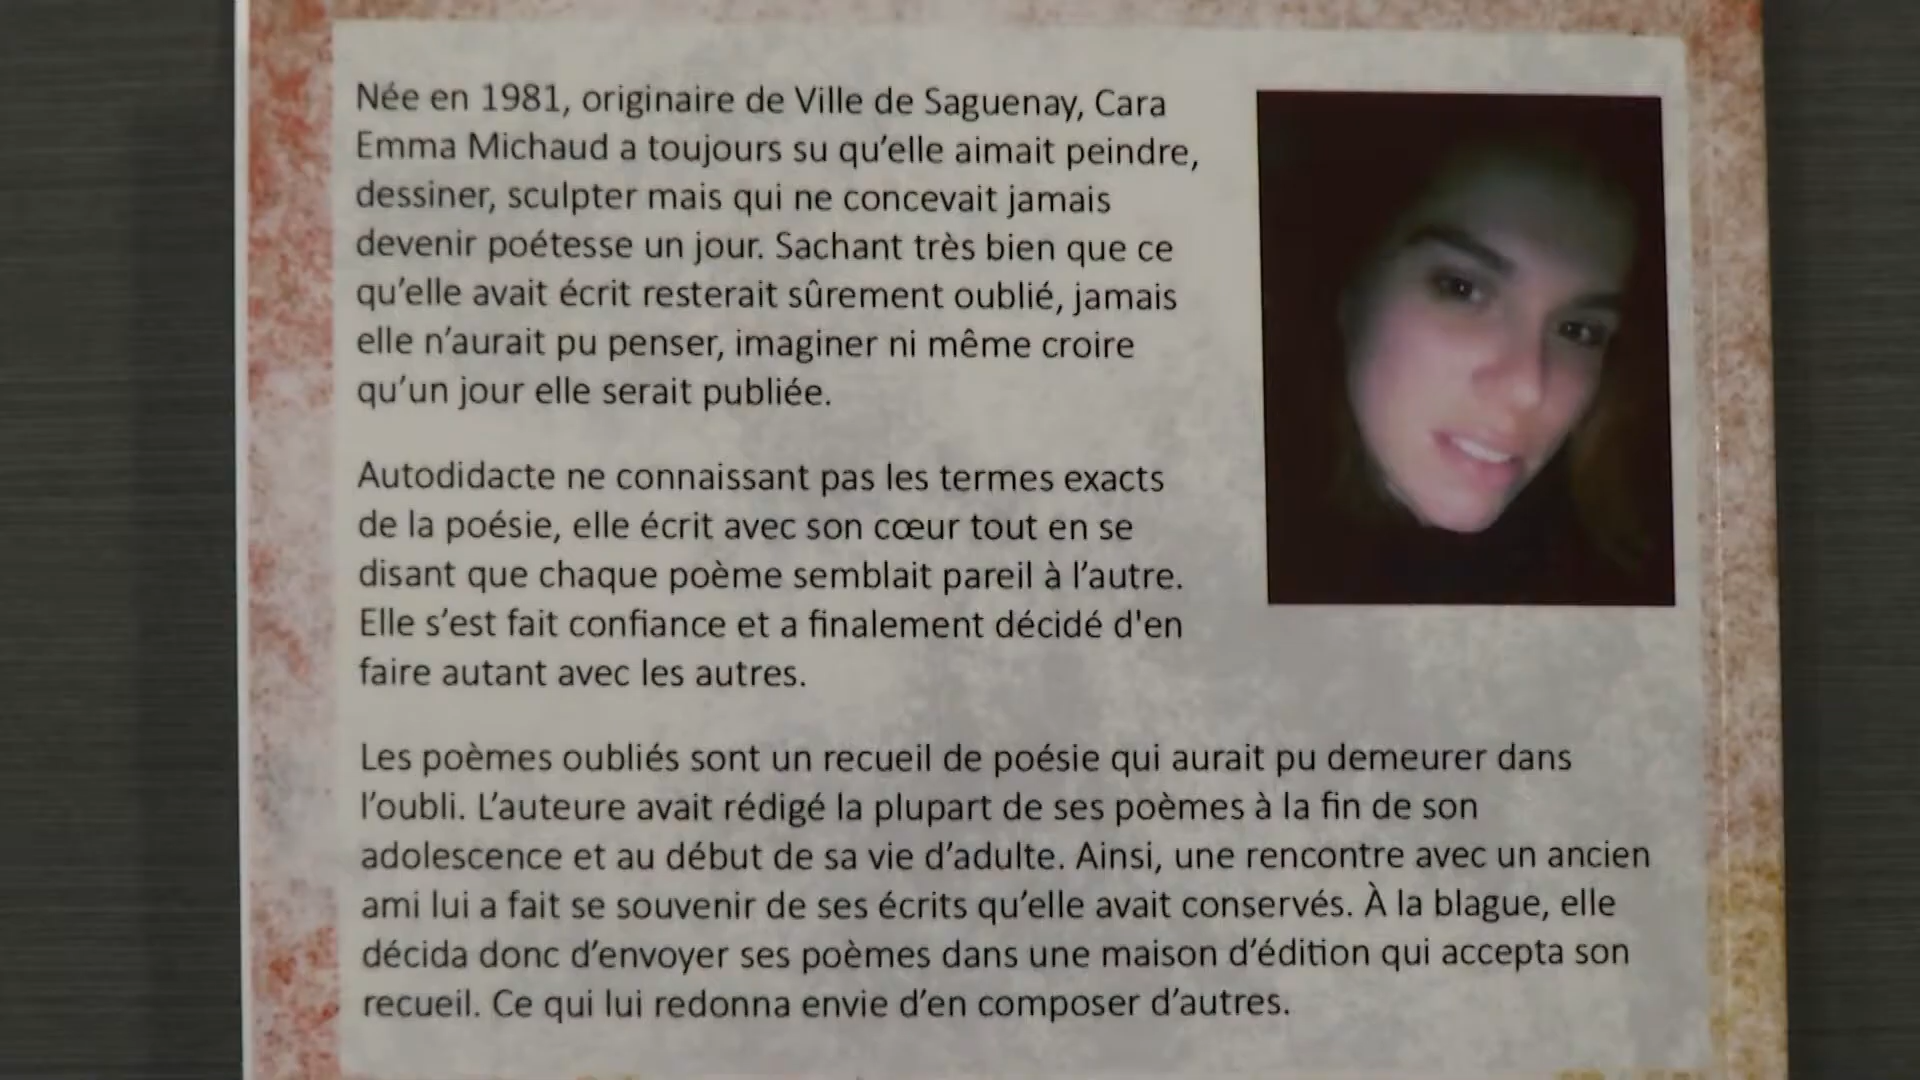 Née en 1981, originaire de Ville de Saguenay, Cara
Emma Michaud a toujours su qu’elle aimait peindre,
dessiner, sculpter mais qui ne concevait jamais
devenir poétesse un jour. Sachant très bien que ce
qu’elle avait écrit resterait sûrement oublié, jamais
elle n’aurait pu penser, imaginer ni même croire
qu’un jour elle serait publiée.
Autodidacte ne connaissant pas les termes exacts
de la poésie, elle écrit avec son cœur tout en se
disant que chaque poème semblait pareil à l’autre.
Elle s’est fait confiance et a finalement décidé d'en
faire autant avec les autres.
Les poèmes oubliés sont un recueil de poésie qui aurait pu demeurer dans
l’oubli. L’auteure avait rédigé la plupart de ses poèmes à la fin de son
adolescence et au début de sa vie d’adulte. Ainsi, une rencontre avec un ancien
ami lui a fait se souvenir de ses écrits qu’elle avait conservés. À la blague, elle
décida donc d’envoyer ses poèmes dans une maison d’édition qui accepta son
recueil. Ce qui lui redonna envie d’en composer d’autres.